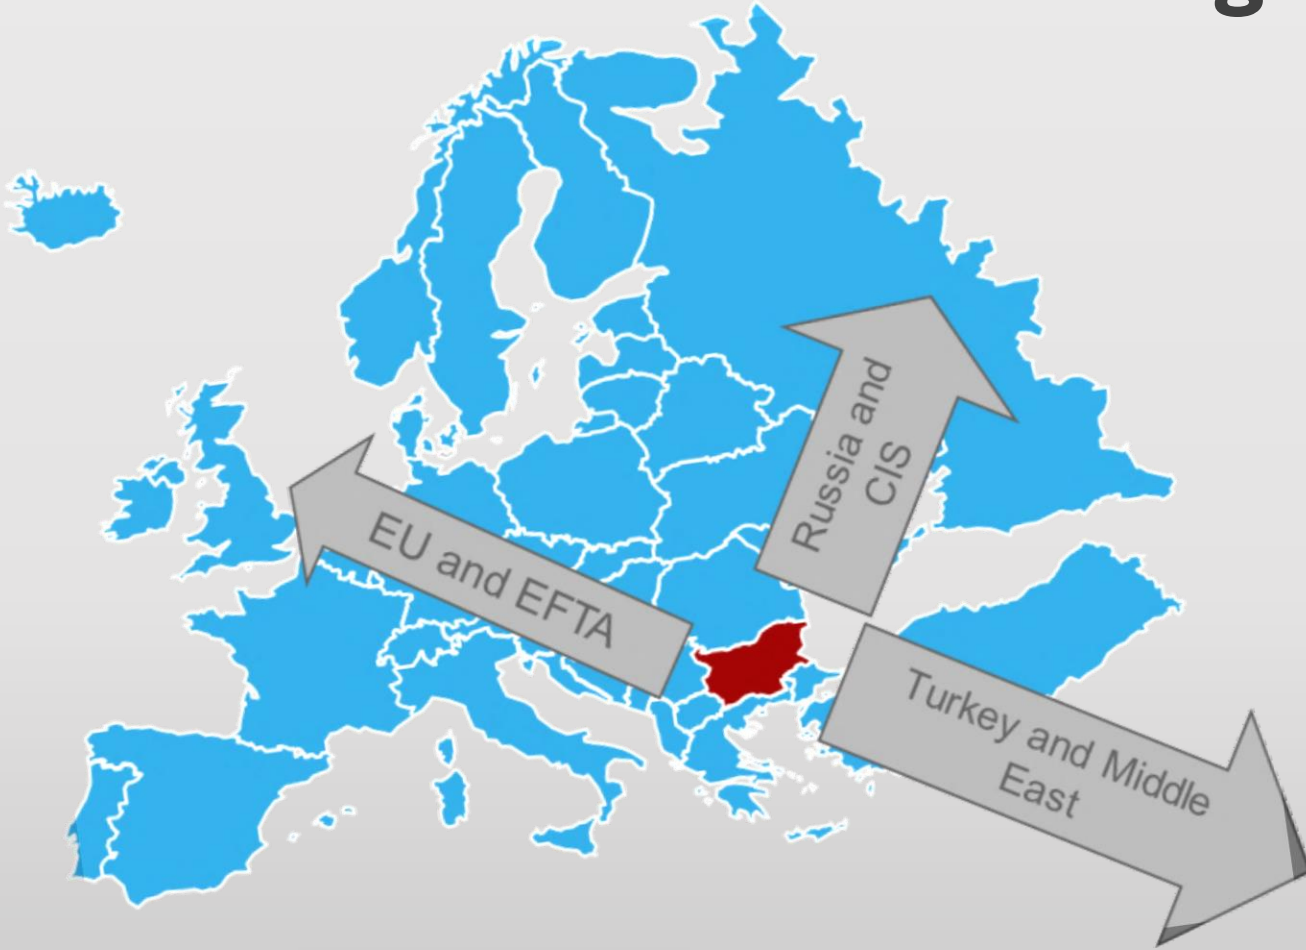 g
Russia and
CIS
EU and EFTA
Turkey and Middle
East